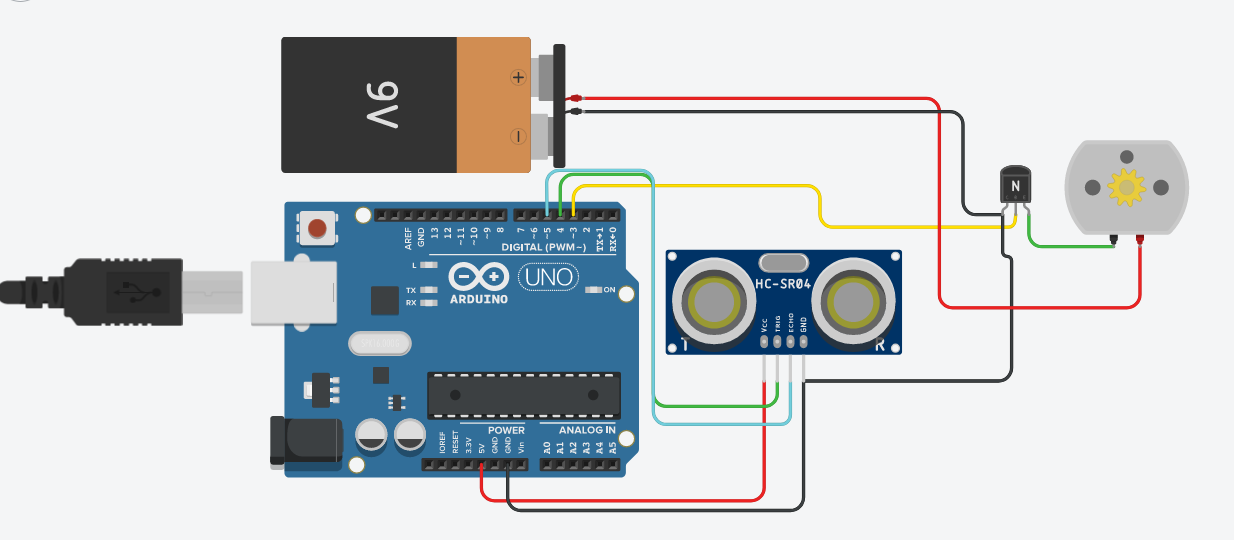 9V
+
−
N
AREF
GND
13
12
~11
~10
~9
8
7
~6
~5
4
~3
2
TX→1
RX←0
DIGITAL (PWM~)
L
TX
RX
ARDUINO
UNO
ON
HC-SR04
Vcc
TRIG
ECHO
GND
T
R
POWER
ANALOG IN
IOREF
RESET
3.3V
5V
GND
GND
Vin
A0
A1
A2
A3
A4
A5